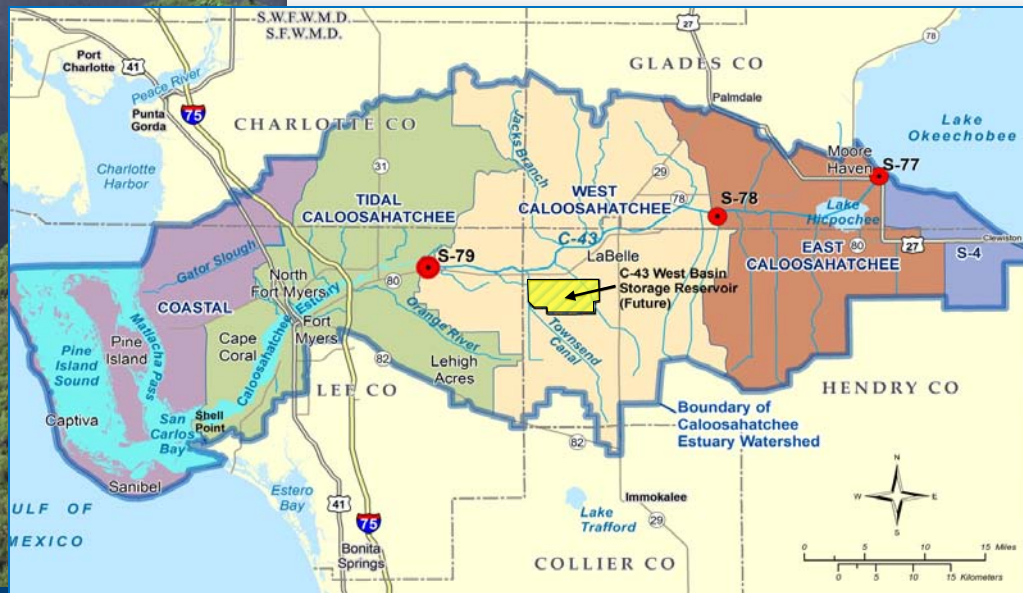 S.W.F.W.M.D.
S.F.W.M.D.
27
78
Port
Charlotte
41
Peace River
GLADES CO
Punta
Gorda
75
CHARLOTTE CO
Palmdale
Lake
Okeechobee
Jacks Branch
Charlotte
Harbor
31
29
Moore
Haven
S-77
TIDAL
CALOOSAHATCHEE
WEST
CALOOSAHATCHEE
78
S-78
Lake
Hicpochee
C-43
Gator Slough
S-79
LaBelle
EAST
CALOOSAHATCHEE
80
27
Clewiston
S-4
North
Fort Myers
80
C-43 West Basin
Storage Reservoir
(Future)
COASTAL
Caloosahatchee Estuary
Fort
Myers
Orange River
Townsend
Canal
Pine
Island
Matlacha Pass
Cape
Coral
Pine
Island
Sound
82
Lehigh
Acres
LEE CO
HENDRY CO
Captiva
Shell
Point
San
Carlos
Bay
Boundary of
Caloosahatchee
Estuary Watershed
82
Sanibel
Estero
Bay
41
Immokalee
N
W
E
S
ULF OF
MEXICO
75
Lake
Trafford
29
Bonita
Springs
COLLIER CO
0 5 10 15 Miles
0 5 10 15 Kilometers